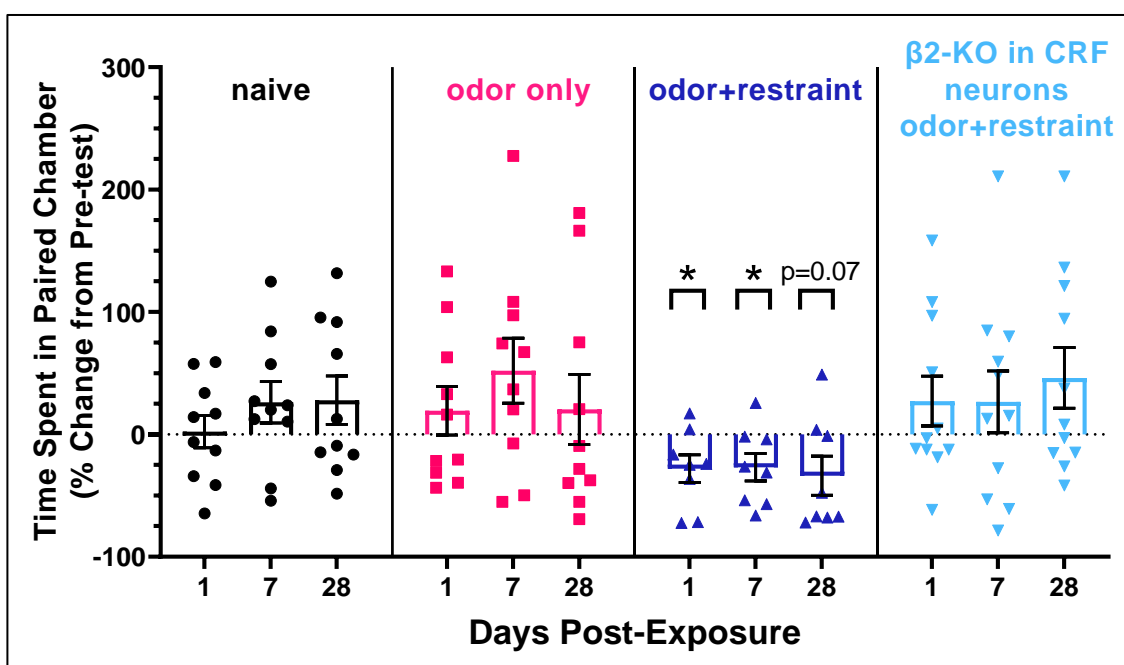 β2-KO in CRF
neurons
odor+restraint
naive
odor only
odor+restraint
Time Spent in Paired Chamber
(% Change from Pre-test)
300
200
100
0
-100
*
*
p=0.07
1
7
28
1
7
28
1
7
28
1
7
28
Days Post-Exposure